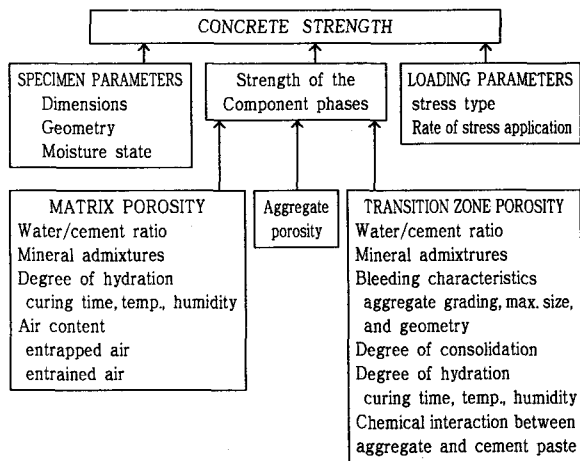 CONCRETE STRENGTH
SPECIMEN PARAMETERS
Dimensions
Geometry
Moisture state
Strength of the
Component phases
LOADING PARAMETERS
stress type
Rate of stress application
MATRIX POROSITY
Water/cement ratio
Mineral admixtures
Degree of hydration
curing time, temp., humidity
Air content
entrapped air
entrained air
Aggregate
porosity
TRANSITION ZONE POROSITY
Water/cement ratio
Mineral admixtrures
Bleeding characteristics
aggregate grading, max. size,
and geometry
Degree of consolidation
Degree of hydration
curing time, temp., humidity
Chemical interaction between
aggregate and cement paste